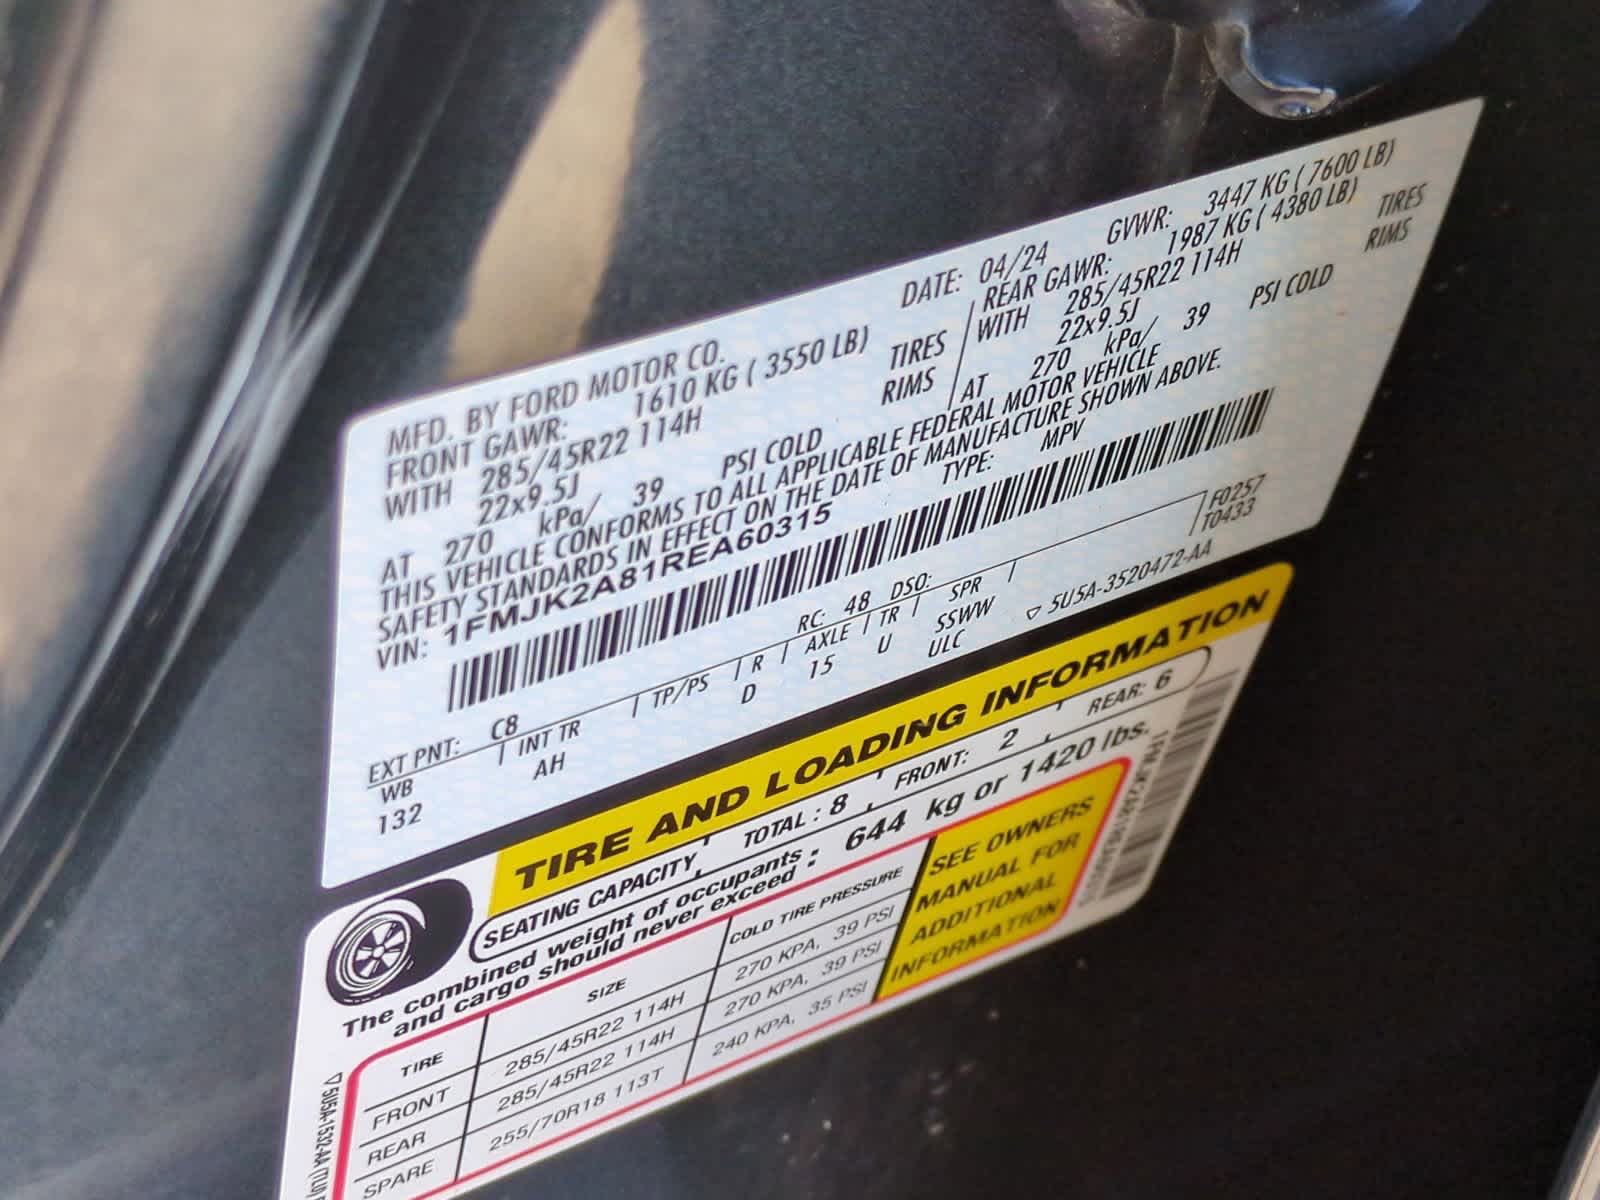 MFD. BY FORD MOTOR CO.
DATE: 04/24 GVWR: 3447 KG ( 7600 LB)
FRONT GAWR: 1610 KG ( 3550 LB) REAR GAWR: 1987 KG ( 4380 LB)
WITH 285/45R22 114H TIRES WITH 285/45R22 114H TIRES
22x9.5J RIMS 22x9.5J RIMS
AT 270 kPa/ 39 PSI COLD AT 270 kPa/ 39 PSI COLD
THIS VEHICLE CONFORMS TO ALL APPLICABLE FEDERAL MOTOR VEHICLE
SAFETY STANDARDS IN EFFECT ON THE DATE OF MANUFACTURE SHOWN ABOVE.
VIN: 1FMJK2A81REA60315 TYPE: MPV
F0257
T0433
EXT PNT: C8 RC: 48 DSO:
WB INT TR TP/PS R AXLE TR SPR
132 AH D 15 U SSWW
ULC
5U5A-3520472-AA
TIRE AND LOADING INFORMATION
SEATING CAPACITY TOTAL : 8 FRONT: 2 REAR: 6
The combined weight of occupants
and cargo should never exceed : 644 kg or 1420 lbs.
TIRE SIZE COLD TIRE PRESSURE
FRONT 285/45R22 114H 270 KPA, 39 PSI
REAR 285/45R22 114H 270 KPA, 39 PSI
SPARE 255/70R18 113T 240 KPA, 35 PSI
SEE OWNERS
MANUAL FOR
ADDITIONAL
INFORMATION
5U5A-1532-AA (TLU)